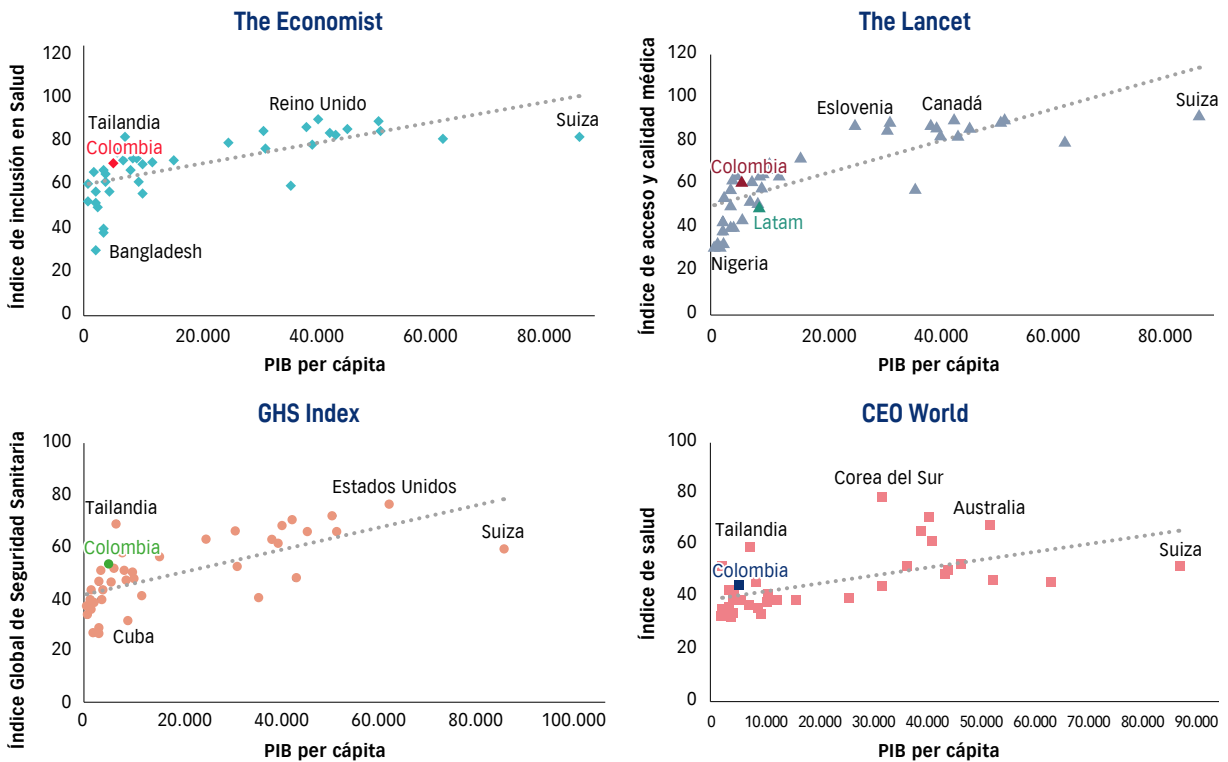 The Economist
Índice de inclusión en Salud
120
100
80
60
40
20
0
Tailandia
Colombia
Bangladesh
Reino Unido
Suiza
0 20.000 40.000 60.000 80.000
PIB per cápita
The Lancet
Índice de acceso y calidad médica
120
100
80
60
40
20
0
Eslovenia
Canadá
Suiza
Colombia
Latam
Nigeria
0 20.000 40.000 60.000 80.000
PIB per cápita
GHS Index
Índice Global de Seguridad Sanitaria
100
80
60
40
20
0
Estados Unidos
Tailandia
Suiza
Colombia
Cuba
0 20.000 40.000 60.000 80.000 100.000
PIB per cápita
CEO World
Índice de salud
100
80
60
40
20
0
Corea del Sur
Australia
Tailandia
Suiza
Colombia
0 10.000 20.000 30.000 40.000 50.000 60.000 70.000 80.000 90.000
PIB per cápita